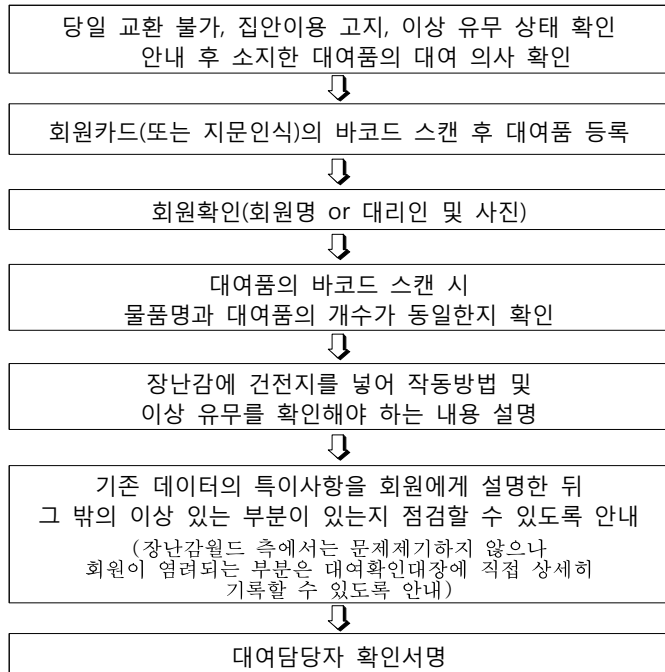 당일 교환 불가, 집안이용 고지, 이상 유무 상태 확인
안내 후 소지한 대여품의 대여 의사 확인
회원카드(또는 지문인식)의 바코드 스캔 후 대여품 등록
회원확인(회원명 or 대리인 및 사진)
대여품의 바코드 스캔 시
물품명과 대여품의 개수가 동일한지 확인
장난감에 건전지를 넣어 작동방법 및
이상 유무를 확인해야 하는 내용 설명
기존 데이터의 특이사항을 회원에게 설명한 뒤
그 밖의 이상 있는 부분이 있는지 점검할 수 있도록 안내
(장난감월드 측에서는 문제제기하지 않으나
회원이 염려되는 부분은 대여확인대장에 직접 상세히
기록할 수 있도록 안내)
대여담당자 확인서명